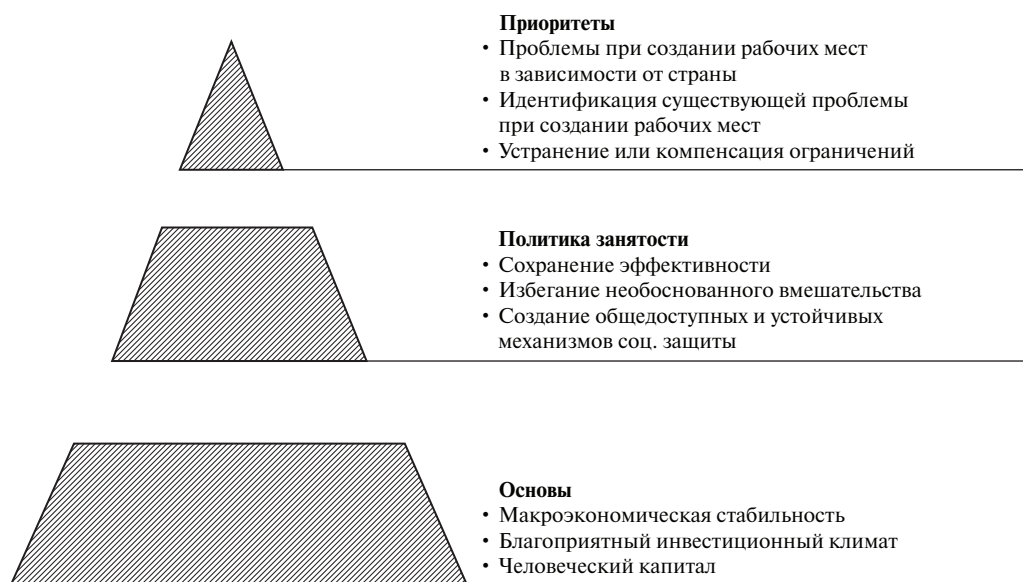 Приоритеты
• Проблемы при создании рабочих мест
в зависимости от страны
• Идентификация существующей проблемы
при создании рабочих мест
• Устранение или компенсация ограничений
Политика занятости
• Сохранение эффективности
• Избегание необоснованного вмешательства
• Создание общедоступных и устойчивых
механизмов соц. защиты
Основы
• Макроэкономическая стабильность
• Благоприятный инвестиционный климат
• Человеческий капитал